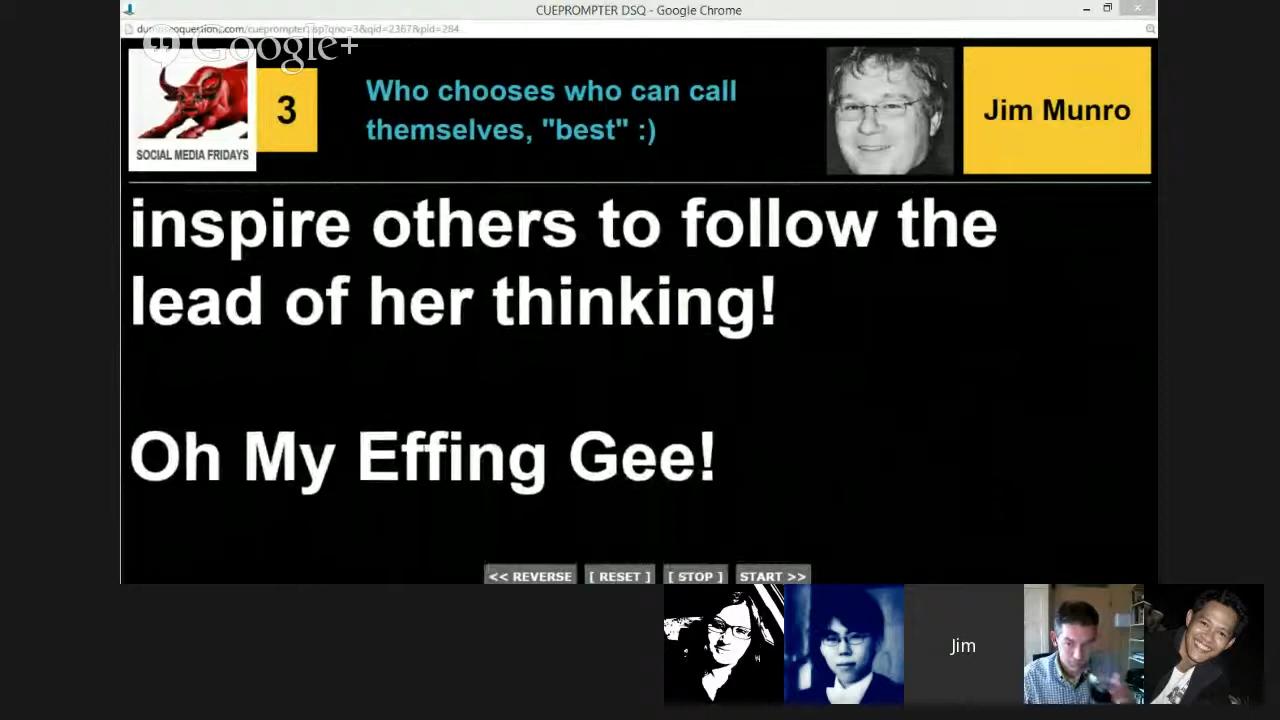 CUEPROMPTER DSQ - Google Chrome
Google+
SOCIAL MEDIA FRIDAYS
3
Who chooses who can call
themselves, "best" :)
Jim Munro
inspire others to follow the
lead of her thinking!
Oh My Effing Gee!
<< REVERSE
[ RESET ]
[ STOP ]
START >>
Jim